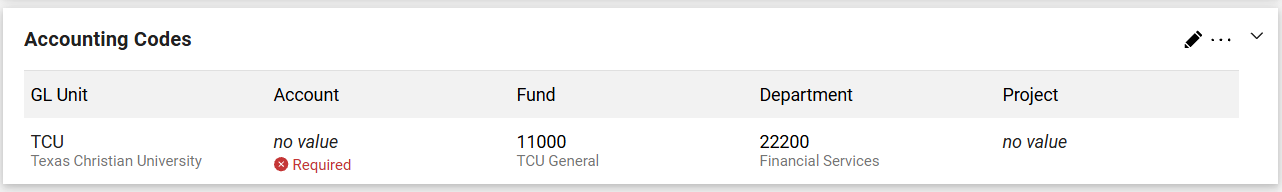 Accounting Codes
GL Unit Account Fund Department Project
TCU no value 11000 22200 no value
Texas Christian University Required TCU General Financial Services